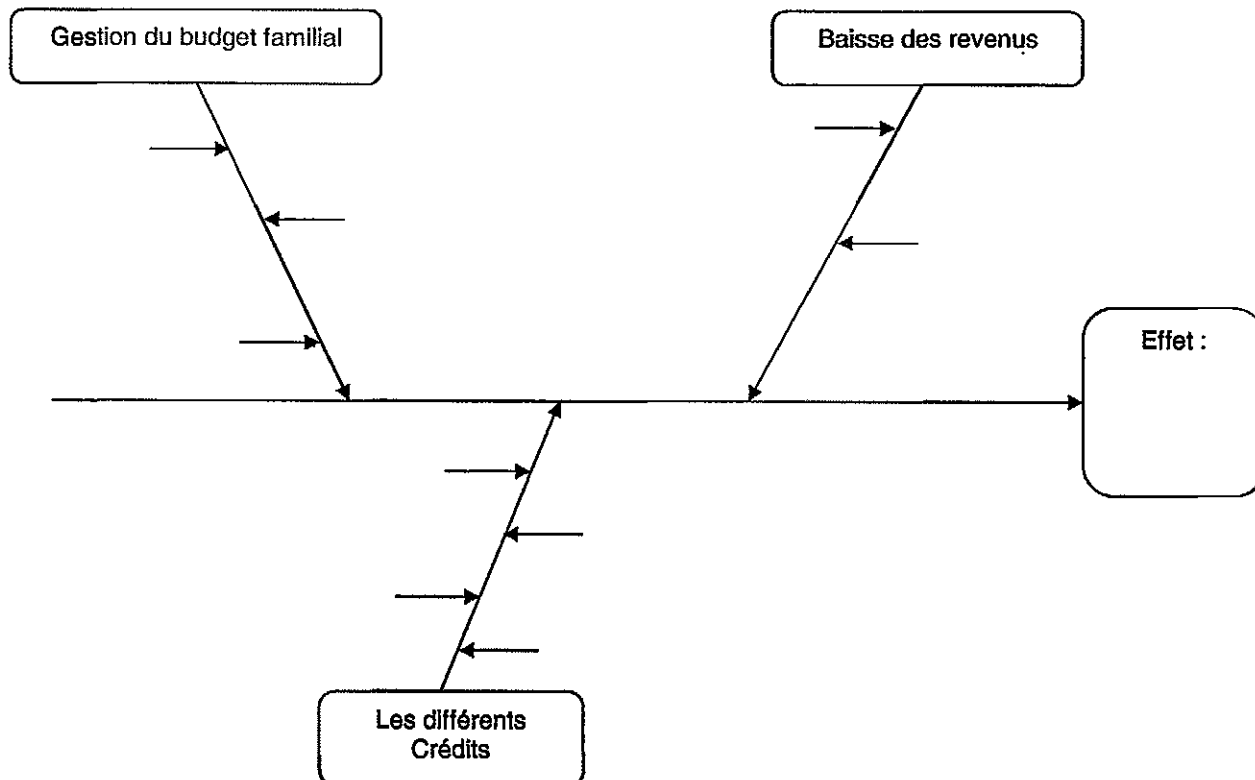 Gestion du budget familial
Baisse des revenus
Effet :
Les différents
Crédits